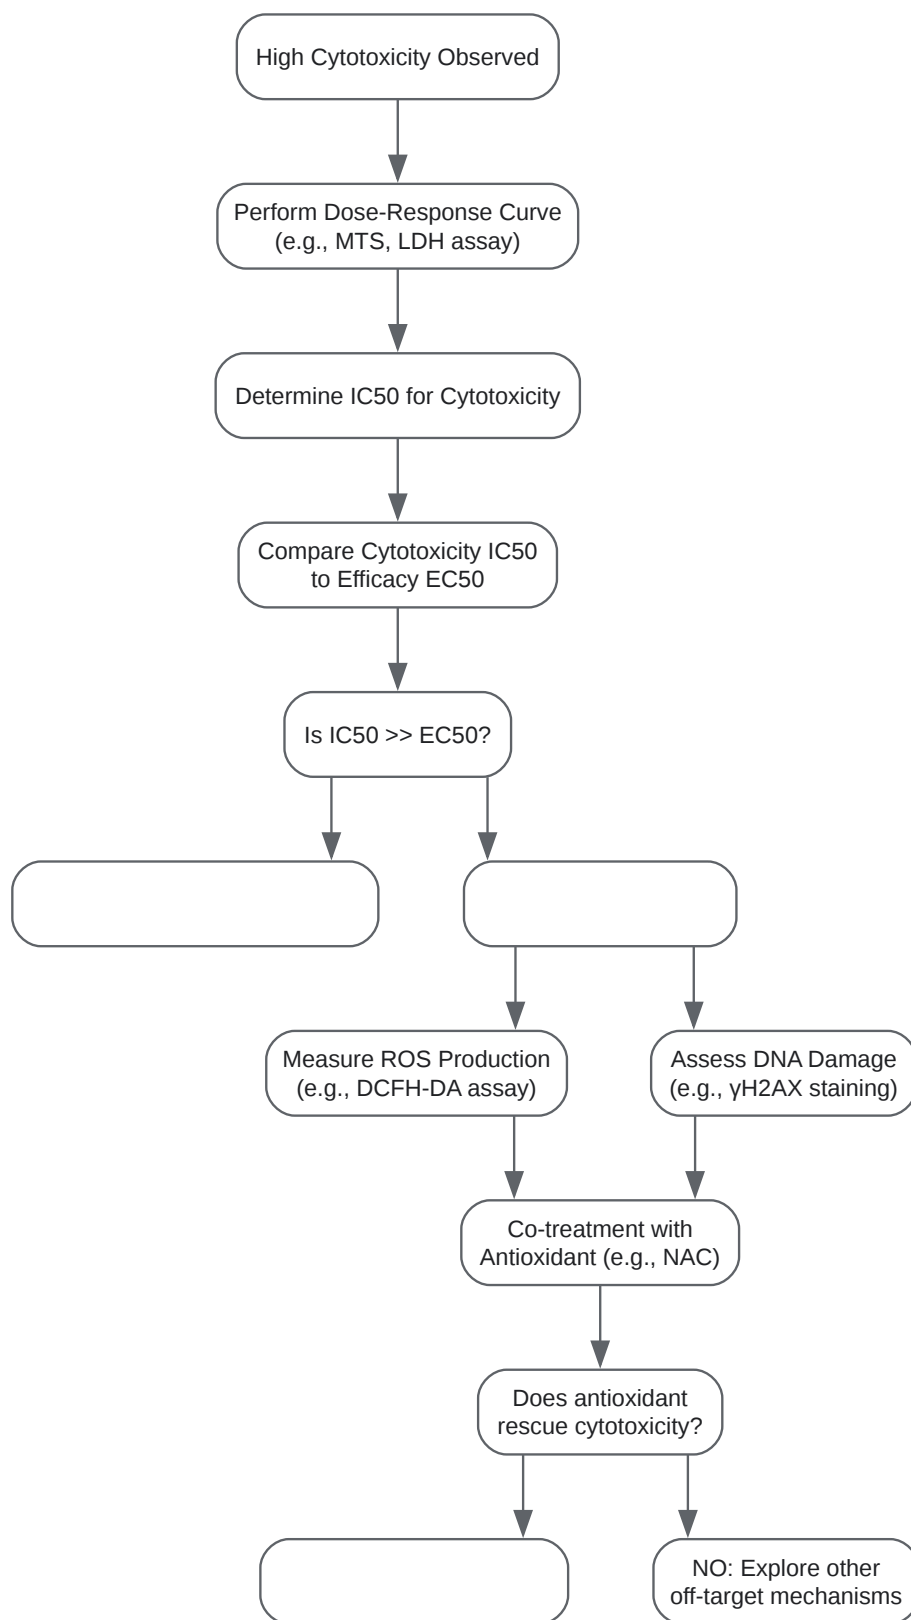 High Cytotoxicity Observed
Perform Dose-Response Curve
(e.g., MTS, LDH assay)
Determine IC50 for Cytotoxicity
Compare Cytotoxicity IC50
to Efficacy EC50
Is IC50 >> EC50?
Measure ROS Production
(e.g., DCFH-DA assay)
Assess DNA Damage
(e.g., γH2AX staining)
Co-treatment with
Antioxidant (e.g., NAC)
Does antioxidant
rescue cytotoxicity?
NO: Explore other
off-target mechanisms